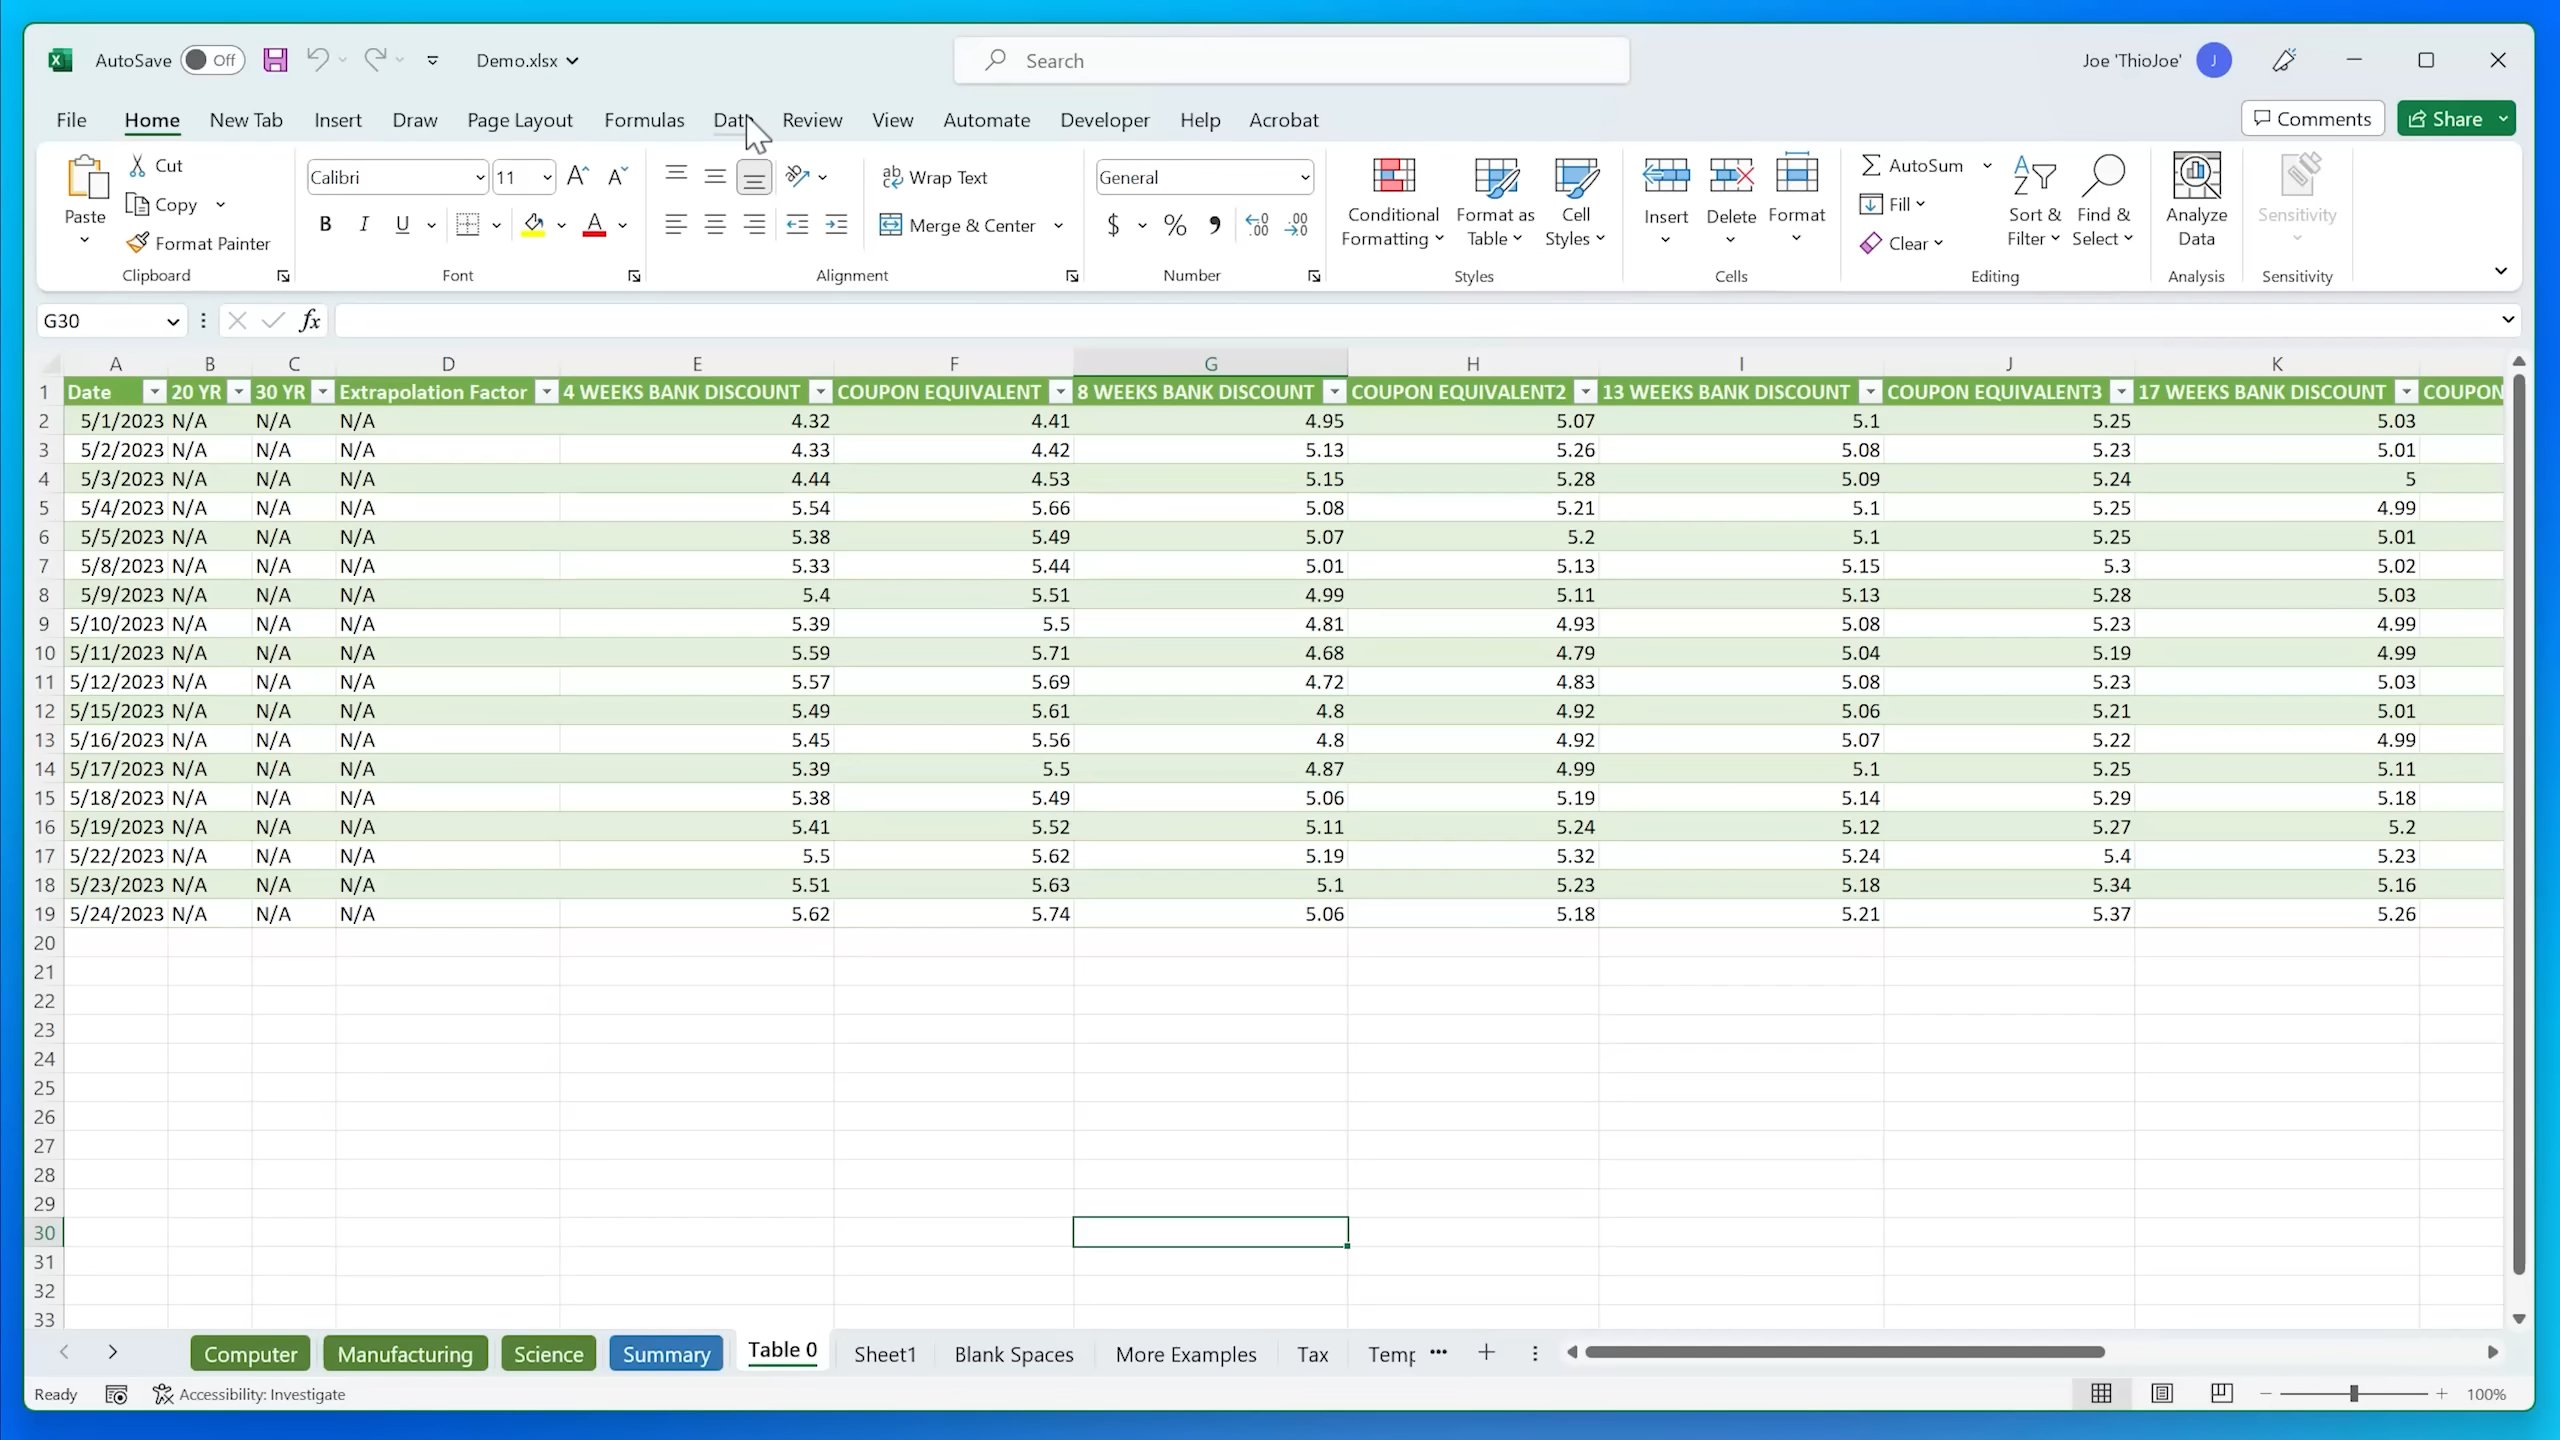 AutoSave Off Demo.xlsx Search Joe 'ThioJoe' J
File Home New Tab Insert Draw Page Layout Formulas Data Review View Automate Developer Help Acrobat Comments Share
Paste Cut Copy Format Painter Clipboard
Calibri 11 B I U A Font
Wrap Text Merge & Center Alignment
General $ % Number
Conditional Formatting Format as Table Cell Styles Styles
Insert Delete Format Cells
AutoSum Fill Clear Sort & Filter Find & Select Editing
Analyze Data Analysis
Sensitivity Sensitivity
G30 fx
A B C D E F G H I J K
1 Date 20 YR 30 YR Extrapolation Factor 4 WEEKS BANK DISCOUNT COUPON EQUIVALENT 8 WEEKS BANK DISCOUNT COUPON EQUIVALENT2 13 WEEKS BANK DISCOUNT COUPON EQUIVALENT3 17 WEEKS BANK DISCOUNT COUPON
2 5/1/2023 N/A N/A N/A 4.32 4.41 4.95 5.07 5.1 5.25 5.03
3 5/2/2023 N/A N/A N/A 4.33 4.42 5.13 5.26 5.08 5.23 5.01
4 5/3/2023 N/A N/A N/A 4.44 4.53 5.15 5.28 5.09 5.24 5
5 5/4/2023 N/A N/A N/A 5.54 5.66 5.08 5.21 5.1 5.25 4.99
6 5/5/2023 N/A N/A N/A 5.38 5.49 5.07 5.2 5.1 5.25 5.01
7 5/8/2023 N/A N/A N/A 5.33 5.44 5.01 5.13 5.15 5.3 5.02
8 5/9/2023 N/A N/A N/A 5.4 5.51 4.99 5.11 5.13 5.28 5.03
9 5/10/2023 N/A N/A N/A 5.39 5.5 4.81 4.93 5.08 5.23 4.99
10 5/11/2023 N/A N/A N/A 5.59 5.71 4.68 4.79 5.04 5.19 4.99
11 5/12/2023 N/A N/A N/A 5.57 5.69 4.72 4.83 5.08 5.23 5.03
12 5/15/2023 N/A N/A N/A 5.49 5.61 4.8 4.92 5.06 5.21 5.01
13 5/16/2023 N/A N/A N/A 5.45 5.56 4.8 4.92 5.07 5.22 4.99
14 5/17/2023 N/A N/A N/A 5.39 5.5 4.87 4.99 5.1 5.25 5.11
15 5/18/2023 N/A N/A N/A 5.38 5.49 5.06 5.19 5.14 5.29 5.18
16 5/19/2023 N/A N/A N/A 5.41 5.52 5.11 5.24 5.12 5.27 5.2
17 5/22/2023 N/A N/A N/A 5.5 5.62 5.19 5.32 5.24 5.4 5.23
18 5/23/2023 N/A N/A N/A 5.51 5.63 5.1 5.23 5.18 5.34 5.16
19 5/24/2023 N/A N/A N/A 5.62 5.74 5.06 5.18 5.21 5.37 5.26
20
21
22
23
24
25
26
27
28
29
30
31
32
33
Computer Manufacturing Science Summary Table 0 Sheet1 Blank Spaces More Examples Tax Temp
Ready Accessibility: Investigate 100%